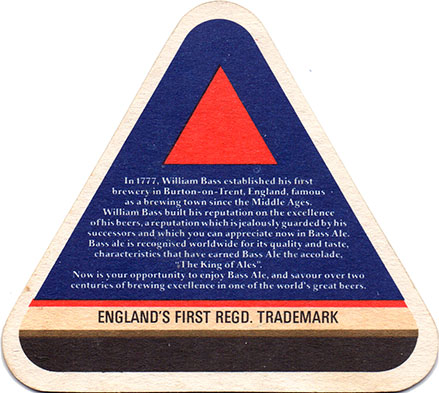 In 1777, William Bass established his first
brewery in Burton-on-Trent, England, famous
as a brewing town since the Middle Ages.
William Bass built his reputation on the excellence
of his beers, a reputation which is jealously guarded by his
successors and which you can appreciate now in Bass Ale.
Bass ale is recognised worldwide for its quality and taste,
characteristics that have earned Bass Ale the accolade,
"The King of Ales".
Now is your opportunity to enjoy Bass Ale, and savour over two
centuries of brewing excellence in one of the world's great beers.
ENGLAND'S FIRST REGD. TRADEMARK